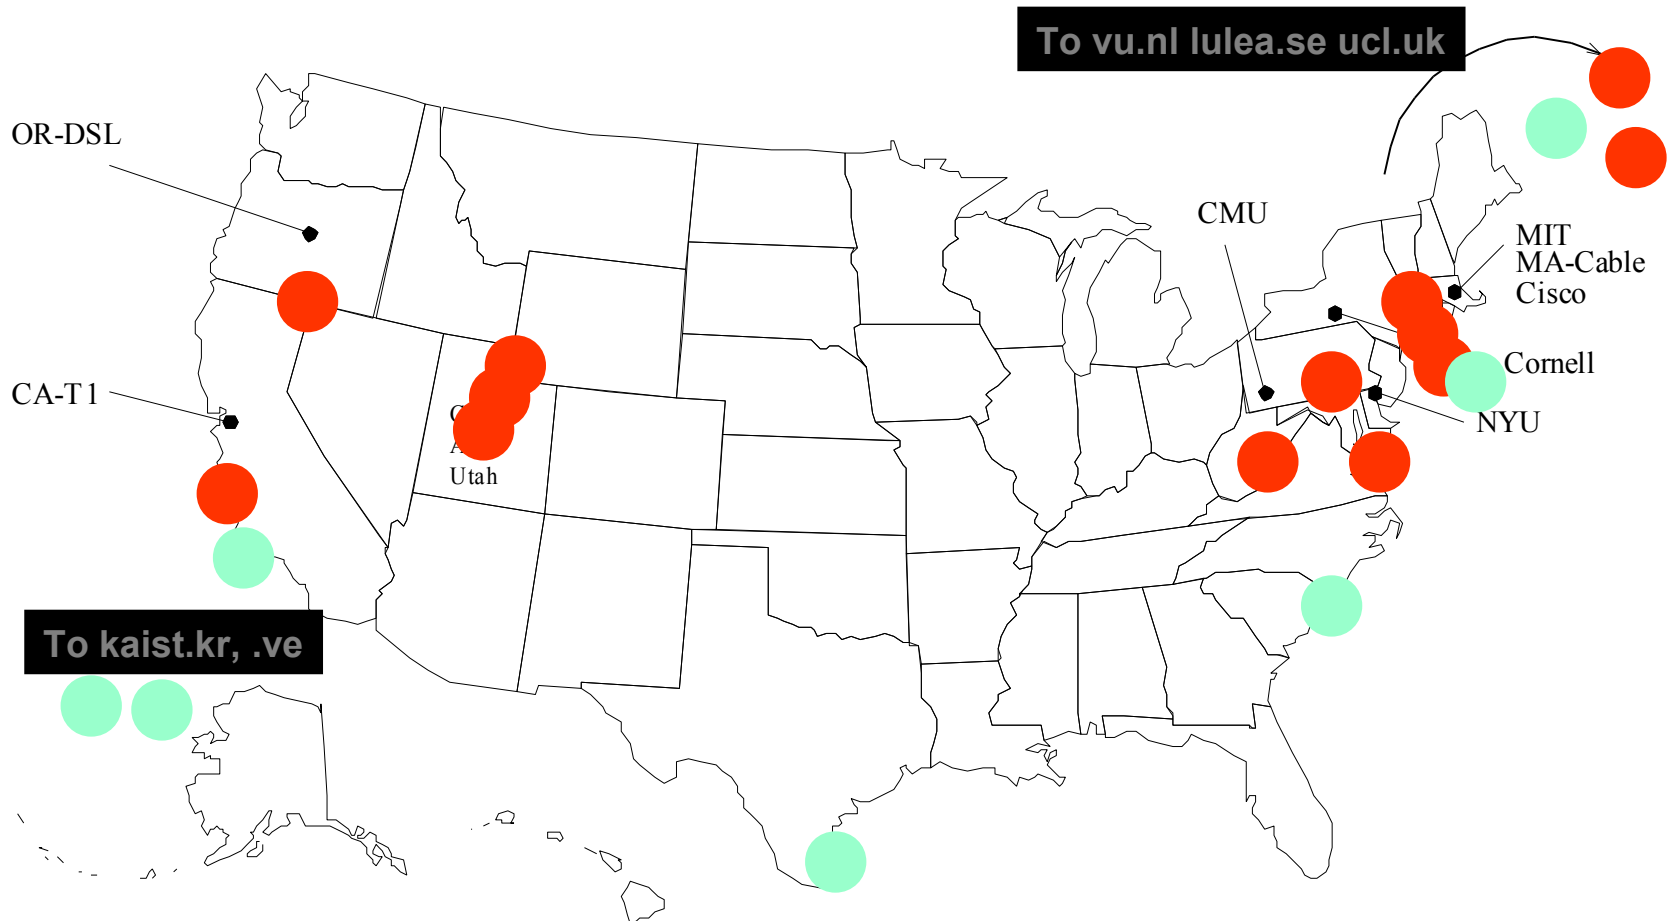 To vu.nl lulea.se ucl.uk
OR-DSL
CMU
MIT
MA-Cable
Cisco
Cornell
CA-T1
NYU
Utah
To kaist.kr, .ve